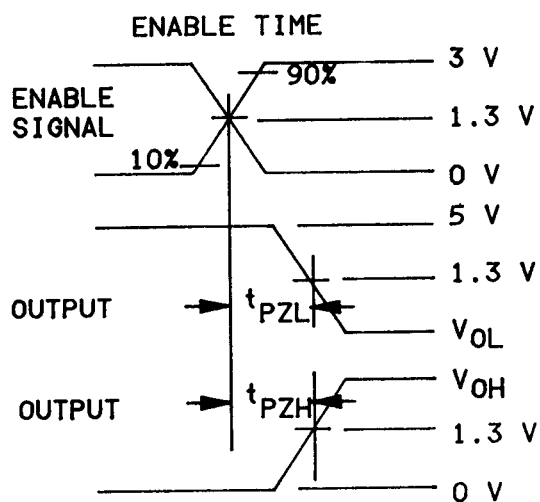 ENABLE TIME
3 V
90%
ENABLE
SIGNAL
1.3 V
10%
0 V
5 V
1.3 V
OUTPUT
tPZL
VOL
tPZH
VOH
OUTPUT
1.3 V
0 V